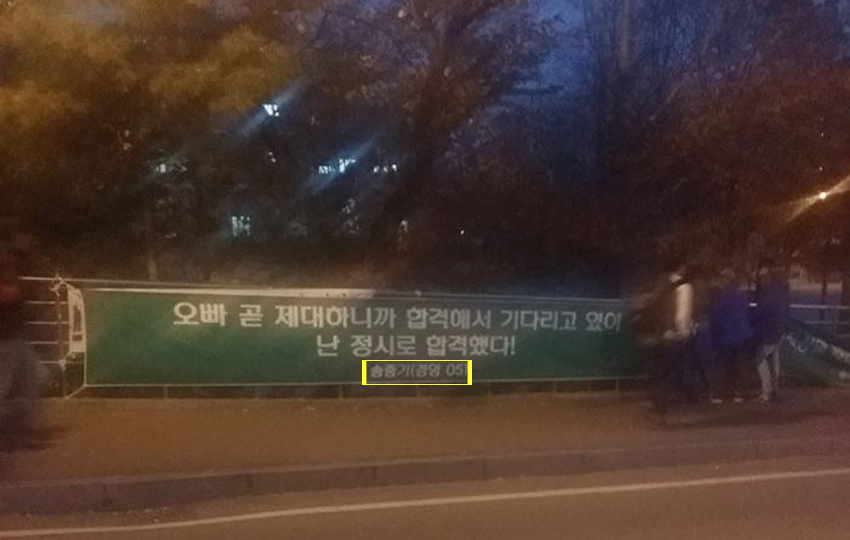 오빠 곧 제대하니까 합격해서 기다리고 있어
난 정시로 합격했다!
송중기(경영 05)